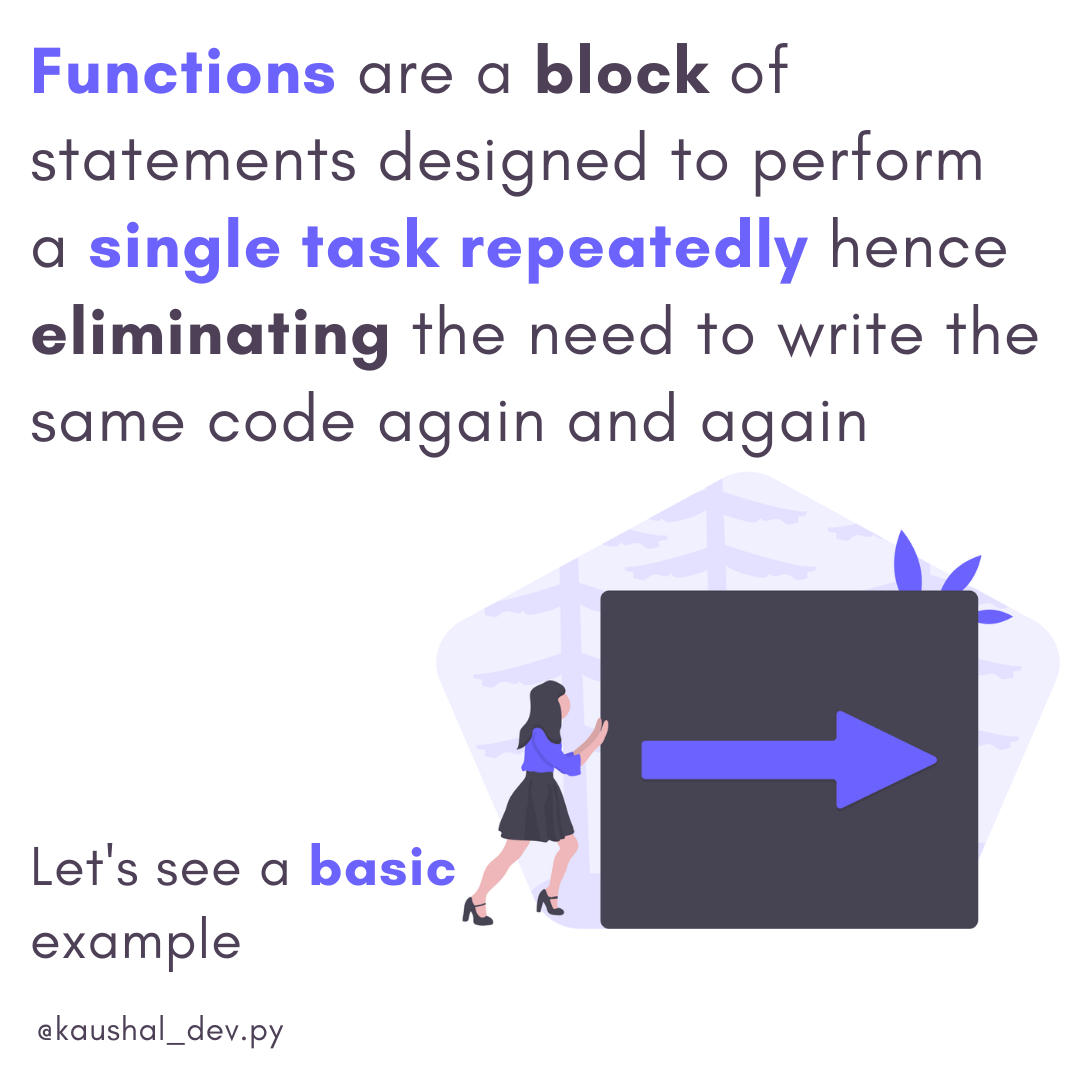 Functions are a block of
statements designed to perform
a single task repeatedly hence
eliminating the need to write the
same code again and again
Let's see a basic
example
@kaushal_dev.py